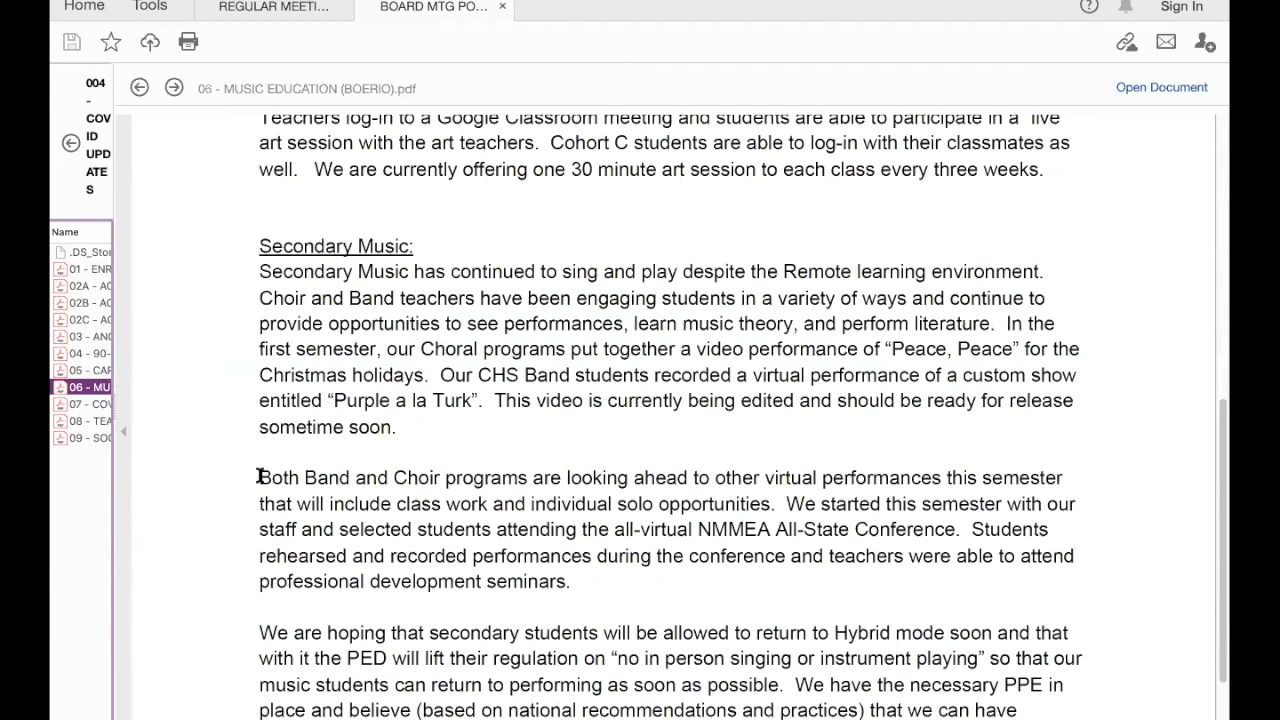 Home Tools REGULAR MEETI... BOARD MTG PO... × ? Sign In
06 - MUSIC EDUCATION (BOERIO).pdf Open Document
004
-
COV
ID
UPD
ATE
S
Name
.DS_Stor
01 - ENR
02A - AC
02B - AC
02C - AC
03 - ANC
04 - 90-
05 - CAR
06 - MU
07 - COV
08 - TEA
09 - SOC
Teachers log-in to a Google Classroom meeting and students are able to participate in a "live
art session with the art teachers. Cohort C students are able to log-in with their classmates as
well. We are currently offering one 30 minute art session to each class every three weeks.
Secondary Music:
Secondary Music has continued to sing and play despite the Remote learning environment.
Choir and Band teachers have been engaging students in a variety of ways and continue to
provide opportunities to see performances, learn music theory, and perform literature. In the
first semester, our Choral programs put together a video performance of “Peace, Peace” for the
Christmas holidays. Our CHS Band students recorded a virtual performance of a custom show
entitled “Purple a la Turk”. This video is currently being edited and should be ready for release
sometime soon.
Both Band and Choir programs are looking ahead to other virtual performances this semester
that will include class work and individual solo opportunities. We started this semester with our
staff and selected students attending the all-virtual NMMEA All-State Conference. Students
rehearsed and recorded performances during the conference and teachers were able to attend
professional development seminars.
We are hoping that secondary students will be allowed to return to Hybrid mode soon and that
with it the PED will lift their regulation on “no in person singing or instrument playing” so that our
music students can return to performing as soon as possible. We have the necessary PPE in
place and believe (based on national recommendations and practices) that we can have